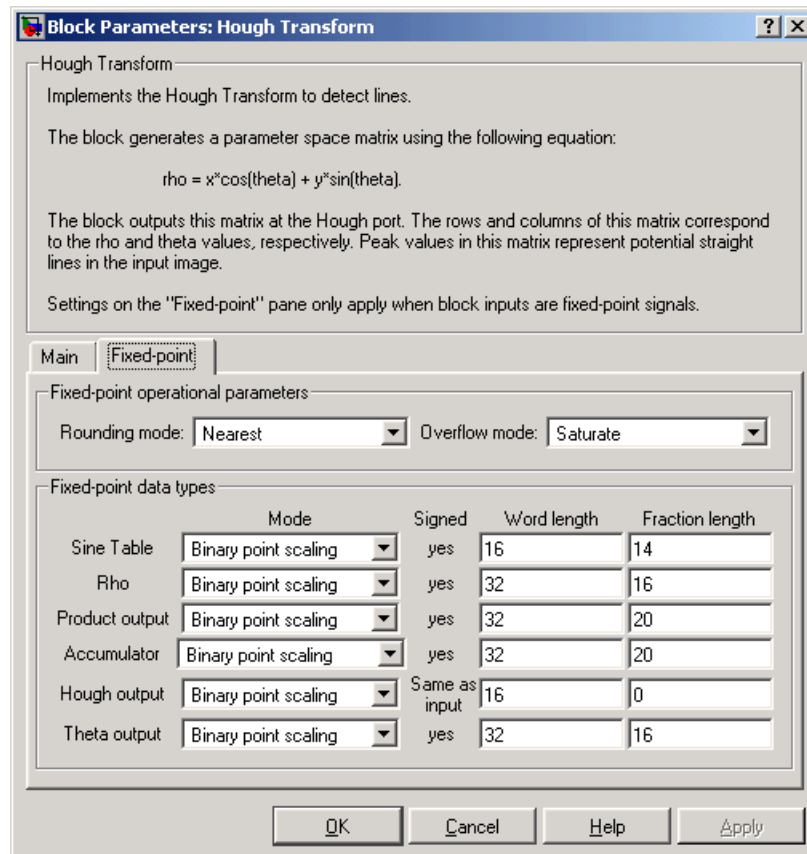 Block Parameters: Hough Transform
Hough Transform
Implements the Hough Transform to detect lines.
The block generates a parameter space matrix using the following equation:
rho = x*cos(theta) + y*sin(theta).
The block outputs this matrix at the Hough port. The rows and columns of this matrix correspond
to the rho and theta values, respectively. Peak values in this matrix represent potential straight
lines in the input image.
Settings on the "Fixed-point" pane only apply when block inputs are fixed-point signals.
Main Fixed-point
Fixed-point operational parameters
Rounding mode: Nearest Overflow mode: Saturate
Fixed-point data types
Mode Signed Word length Fraction length
Sine Table Binary point scaling yes 16 14
Rho Binary point scaling yes 32 16
Product output Binary point scaling yes 32 20
Accumulator Binary point scaling yes 32 20
Hough output Binary point scaling Same as input 16 0
Theta output Binary point scaling yes 32 16
OK Cancel Help Apply